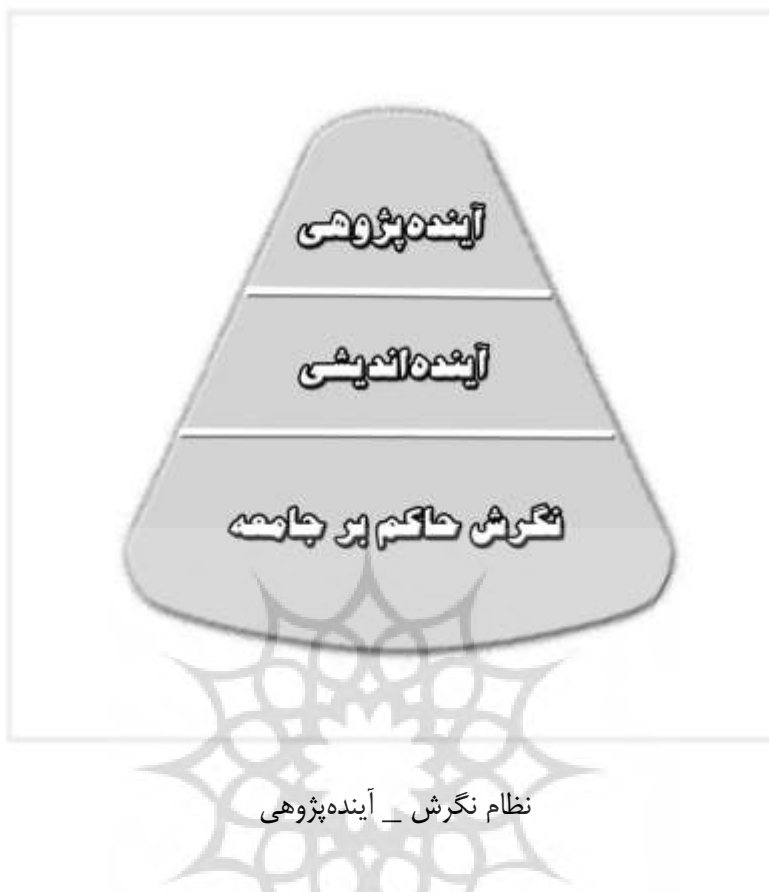 آینده‌پژوهی
آینده‌اندیشی
نگرش حاکم بر جامعه
نظام نگرش _ آینده‌پژوهی